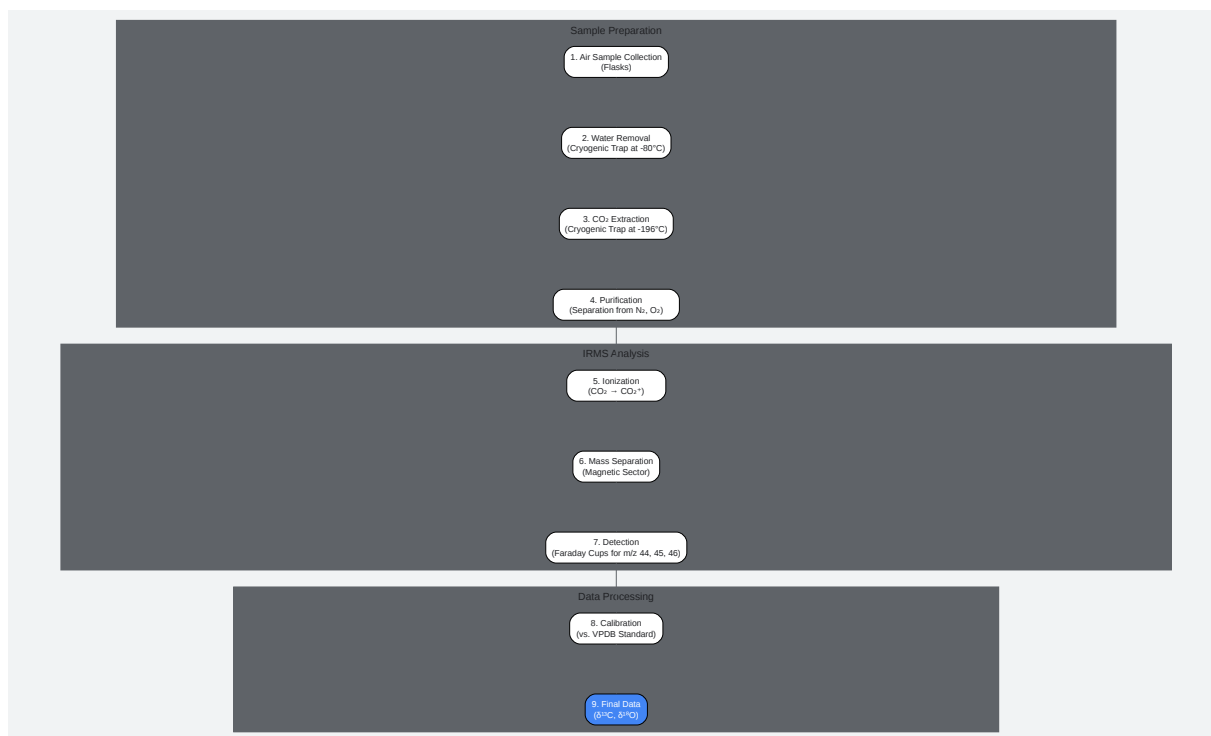 Sample Preparation
1. Air Sample Collection
(Flasks)
2. Water Removal
(Cryogenic Trap at -80°C)
3. CO₂ Extraction
(Cryogenic Trap at -196°C)
4. Purification
(Separation from N₂, O₂)
IRMS Analysis
5. Ionization
(CO₂ → CO₂⁺)
6. Mass Separation
(Magnetic Sector)
7. Detection
(Faraday Cups for m/z 44, 45, 46)
Data Processing
8. Calibration
(vs. VPDB Standard)
9. Final Data
(δ¹³C, δ¹⁸O)